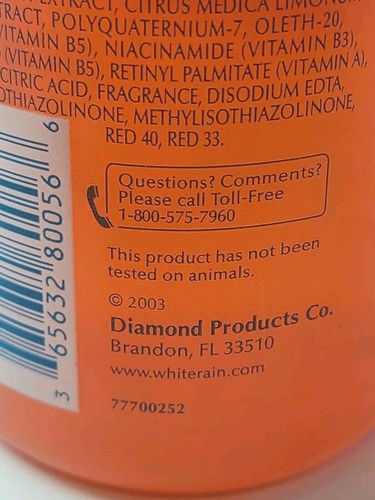 EXTRACT, CITRUS MEDICA LIMONUM
POLYQUATERNIUM-7, OLETH-20,
(VITAMIN B5), NIACINAMIDE (VITAMIN B3),
(VITAMIN B5), RETINYL PALMITATE (VITAMIN A),
CITRIC ACID, FRAGRANCE, DISODIUM EDTA,
METHYLISOTHIAZOLINONE,
RED 40, RED 33.
Questions? Comments?
Please call Toll-Free
1-800-575-7960
This product has not been
tested on animals.
© 2003
Diamond Products Co.
Brandon, FL 33510
www.whiterain.com
77700252
3 65632 80056 6